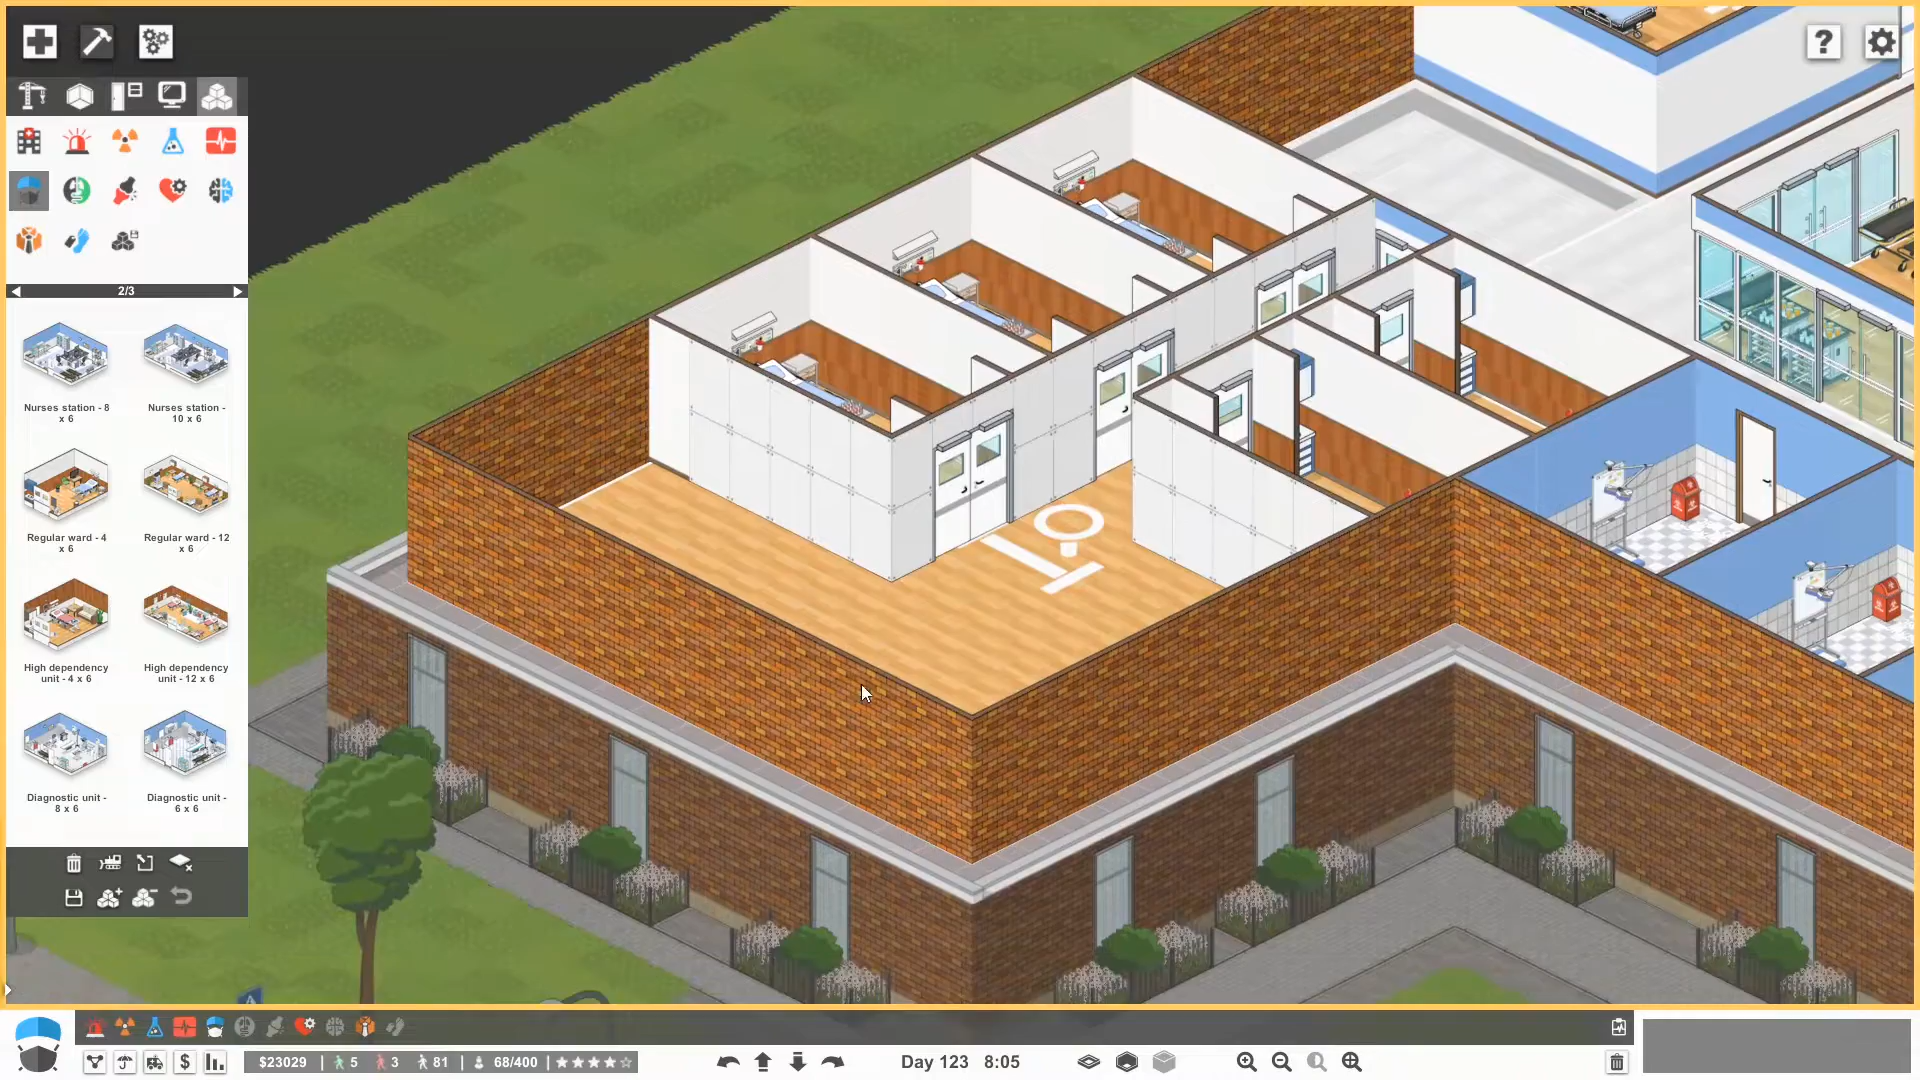 ?
2/3
Nurses station - 8 x 6
Nurses station - 10 x 6
Regular ward - 4 x 6
Regular ward - 12 x 6
High dependency unit - 4 x 6
High dependency unit - 12 x 6
Diagnostic unit - 8 x 6
Diagnostic unit - 6 x 6
$23029 | 5 3 81 | 68/400 |
Day 123 8:05